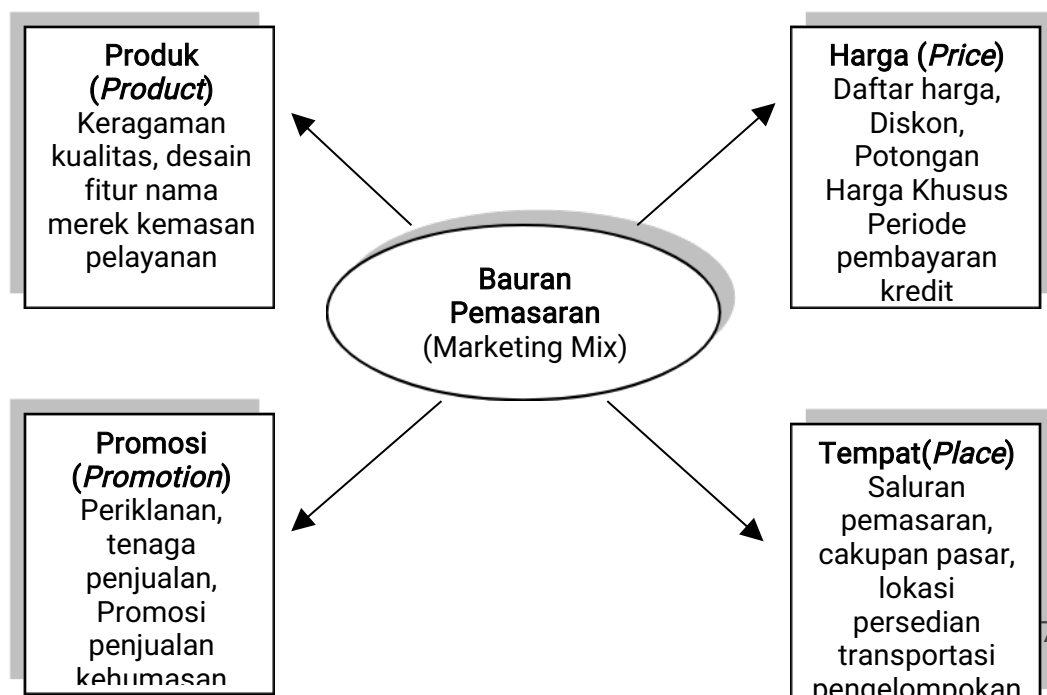 Produk
(Product)
Keragaman
kualitas, desain
fitur nama
merek kemasan
pelayanan
Harga (Price)
Daftar harga,
Diskon,
Potongan
Harga Khusus
Periode
pembayaran
kredit
Bauran
Pemasaran
(Marketing Mix)
Promosi
(Promotion)
Periklanan,
tenaga
penjualan,
Promosi
penjualan
kehumasan
Tempat(Place)
Saluran
pemasaran,
cakupan pasar,
lokasi
persedian
transportasi
pengelompokan